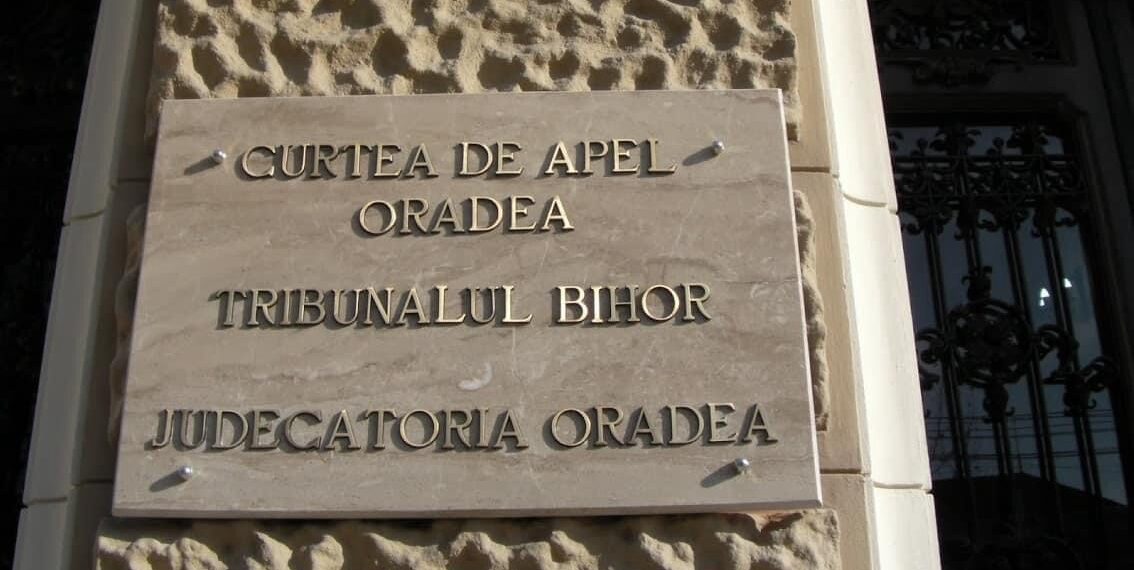 CURTEA DE APEL
ORADEA
TRIBUNALUL BIHOR
JUDECATORIA ORADEA